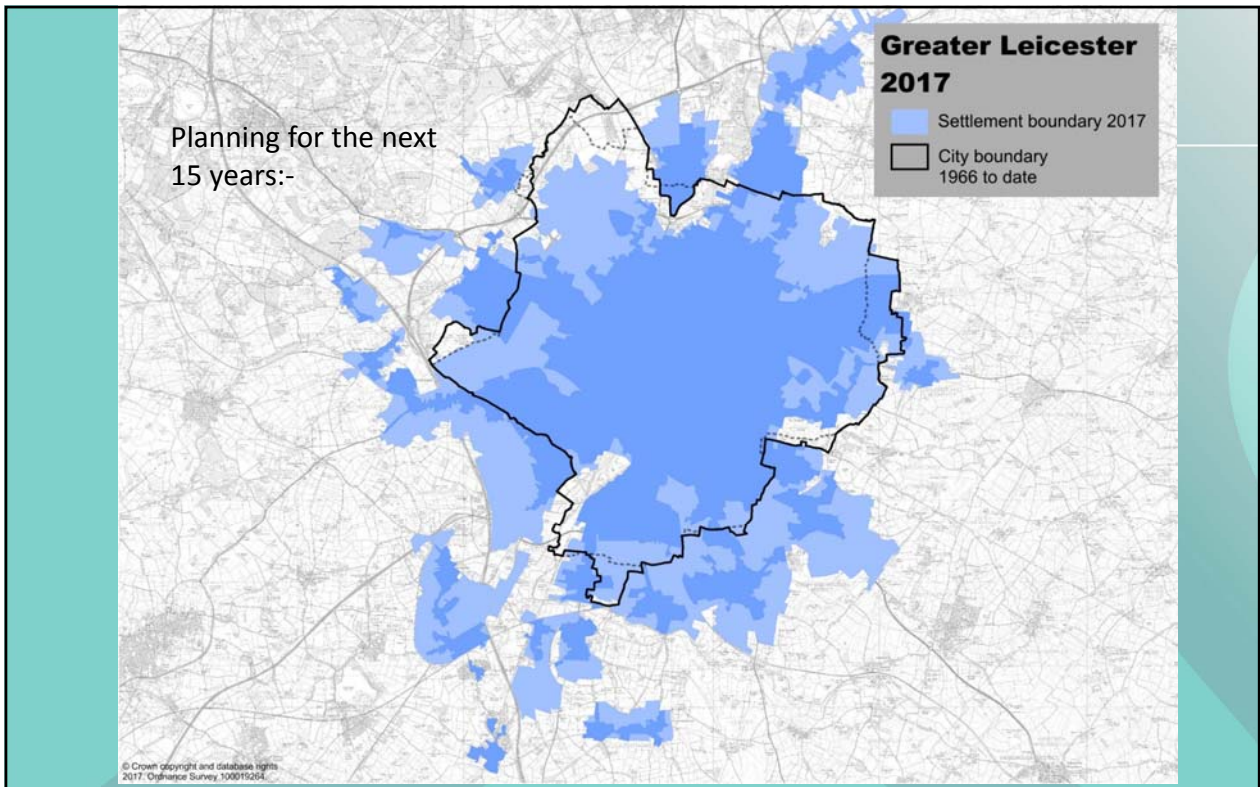 Planning for the next
15 years:-
Greater Leicester
2017
Settlement boundary 2017
City boundary
1966 to date
© Crown copyright and database rights
2017. Ordnance Survey 100019264.